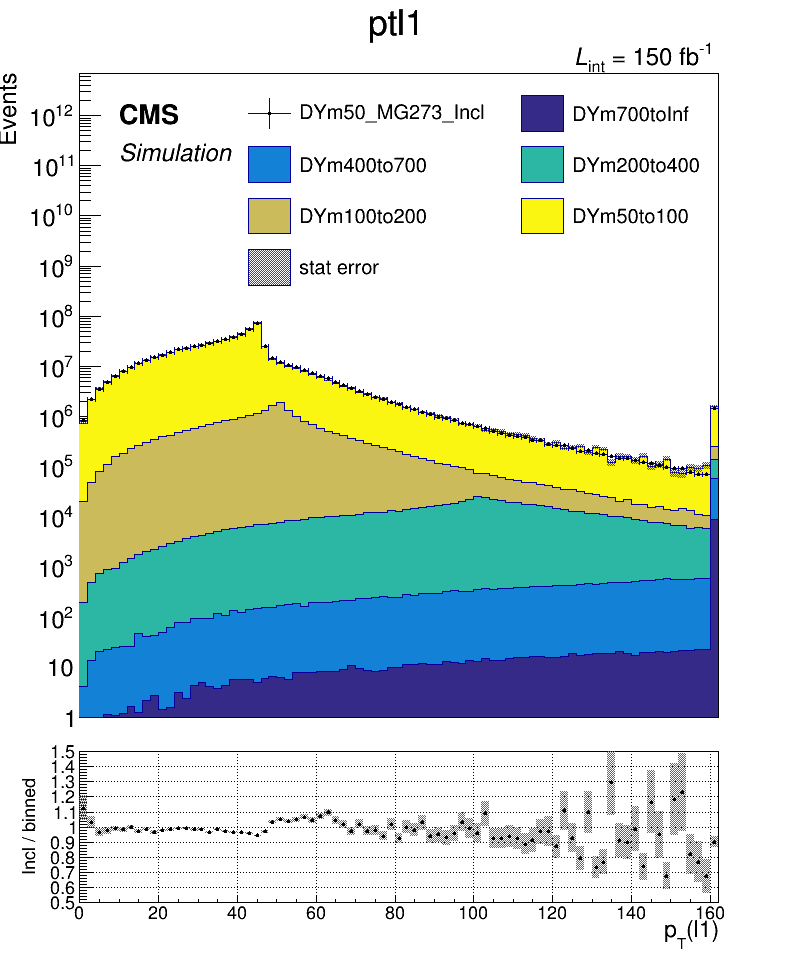 ptl1
L_int = 150 fb^-1
Events
CMS
Simulation
DYm50_MG273_Incl
DYm700toInf
DYm400to700
DYm200to400
DYm100to200
DYm50to100
stat error
10^12
10^11
10^10
10^9
10^8
10^7
10^6
10^5
10^4
10^3
10^2
10
1
Incl / binned
1.5
1.4
1.3
1.2
1.1
1
0.9
0.8
0.7
0.6
0.5
0 20 40 60 80 100 120 140 160
p_T(l1)